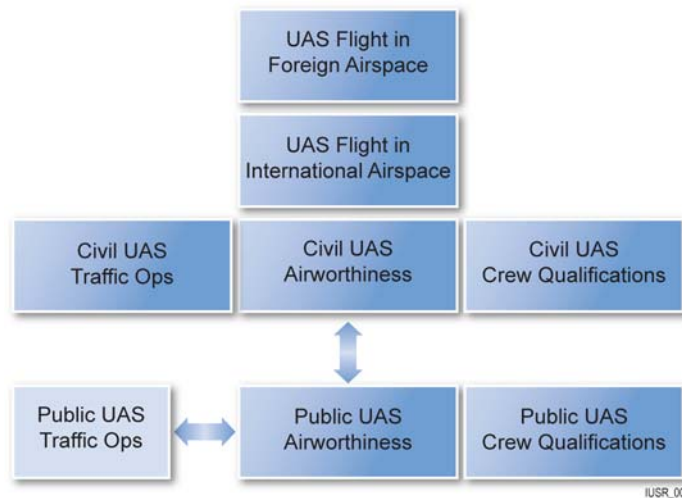 UAS Flight in
Foreign Airspace
UAS Flight in
International Airspace
Civil UAS
Traffic Ops
Civil UAS
Airworthiness
Civil UAS
Crew Qualifications
Public UAS
Traffic Ops
Public UAS
Airworthiness
Public UAS
Crew Qualifications